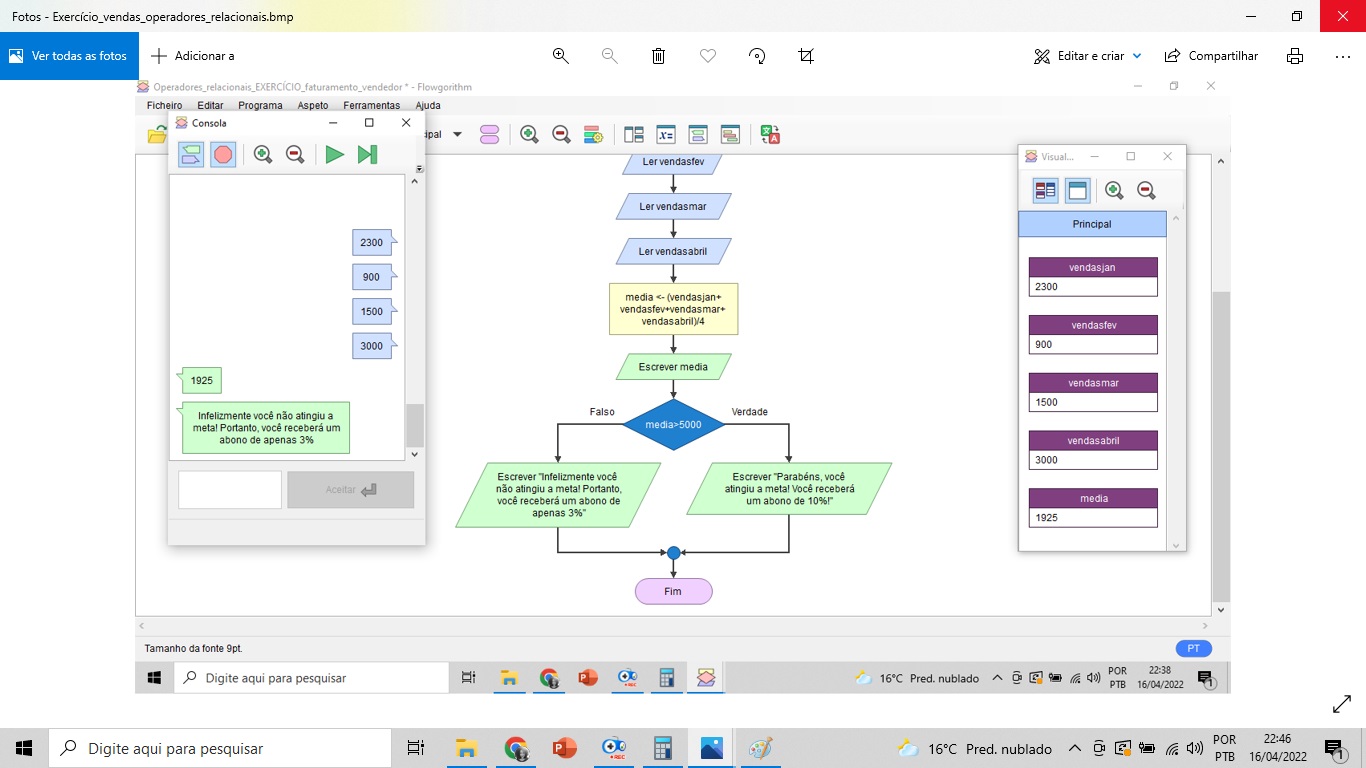 Fotos - Exercício_vendas_operadores_relacionais.bmp
Ver todas as fotos
Adicionar a
Editar e criar
Compartilhar
Operadores_relacionais_EXERCÍCIO_faturamento_vendedor * - Flowgorithm
Ficheiro Editar Programa Aspeto Ferramentas Ajuda
Consola
ipal
2300
900
1500
3000
1925
Infelizmente você não atingiu a
meta! Portanto, você receberá um
abono de apenas 3%
Aceitar
Ler vendasfev
Ler vendasmar
Ler vendasabril
media <- (vendasjan+
vendasfev+vendasmar+
vendasabril)/4
Escrever media
Falso
media>5000
Verdade
Escrever "Infelizmente você
não atingiu a meta! Portanto,
você receberá um abono de
apenas 3%"
Escrever "Parabéns, você
atingiu a meta! Você receberá
um abono de 10%!"
Fim
Visual...
x=
Principal
vendasjan
2300
vendasfev
900
vendasmar
1500
vendasabril
3000
media
1925
Tamanho da fonte 9pt.
PT
Digite aqui para pesquisar
REC
16°C Pred. nublado
POR
PTB
22:38
16/04/2022
1
Digite aqui para pesquisar
REC
16°C Pred. nublado
POR
PTB
22:46
16/04/2022
1